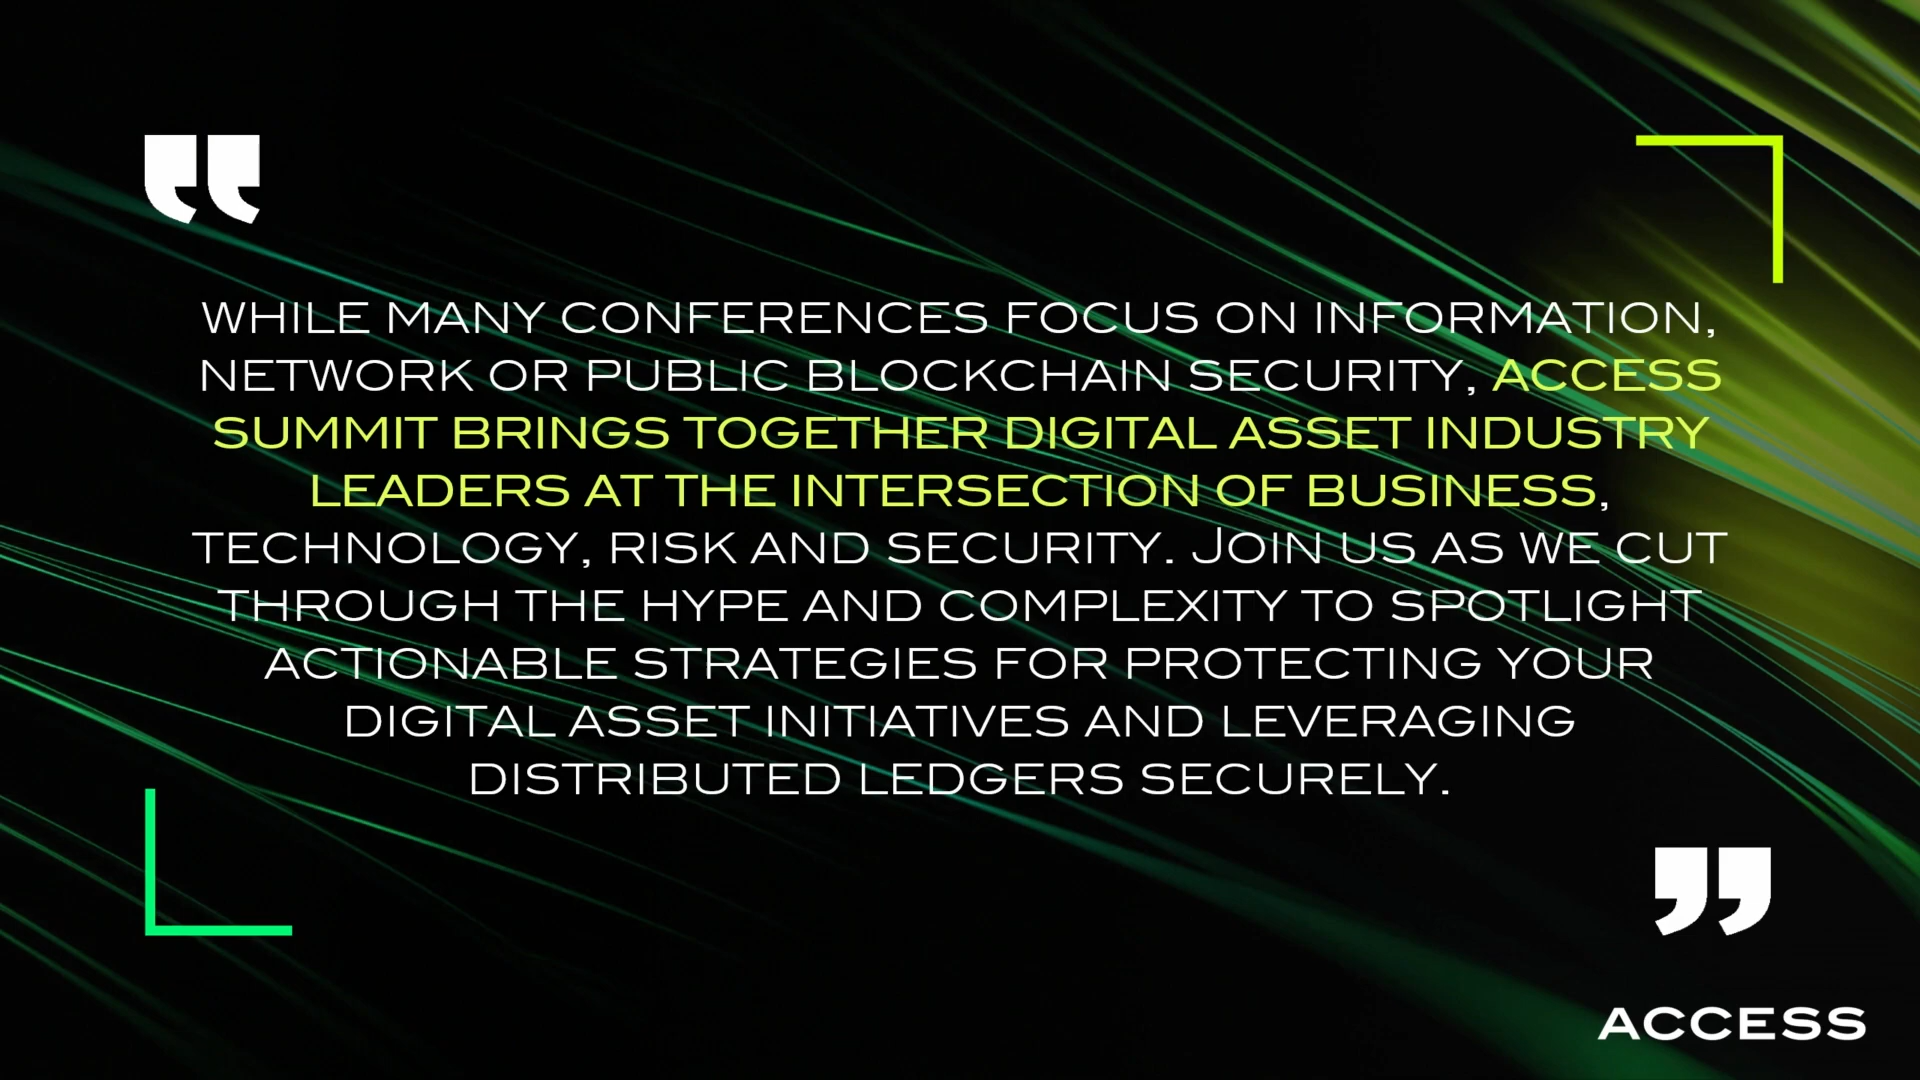 WHILE MANY CONFERENCES FOCUS ON INFORMATION,
NETWORK OR PUBLIC BLOCKCHAIN SECURITY, ACCESS
SUMMIT BRINGS TOGETHER DIGITAL ASSET INDUSTRY
LEADERS AT THE INTERSECTION OF BUSINESS,
TECHNOLOGY, RISK AND SECURITY. JOIN US AS WE CUT
THROUGH THE HYPE AND COMPLEXITY TO SPOTLIGHT
ACTIONABLE STRATEGIES FOR PROTECTING YOUR
DIGITAL ASSET INITIATIVES AND LEVERAGING
DISTRIBUTED LEDGERS SECURELY.
ACCESS